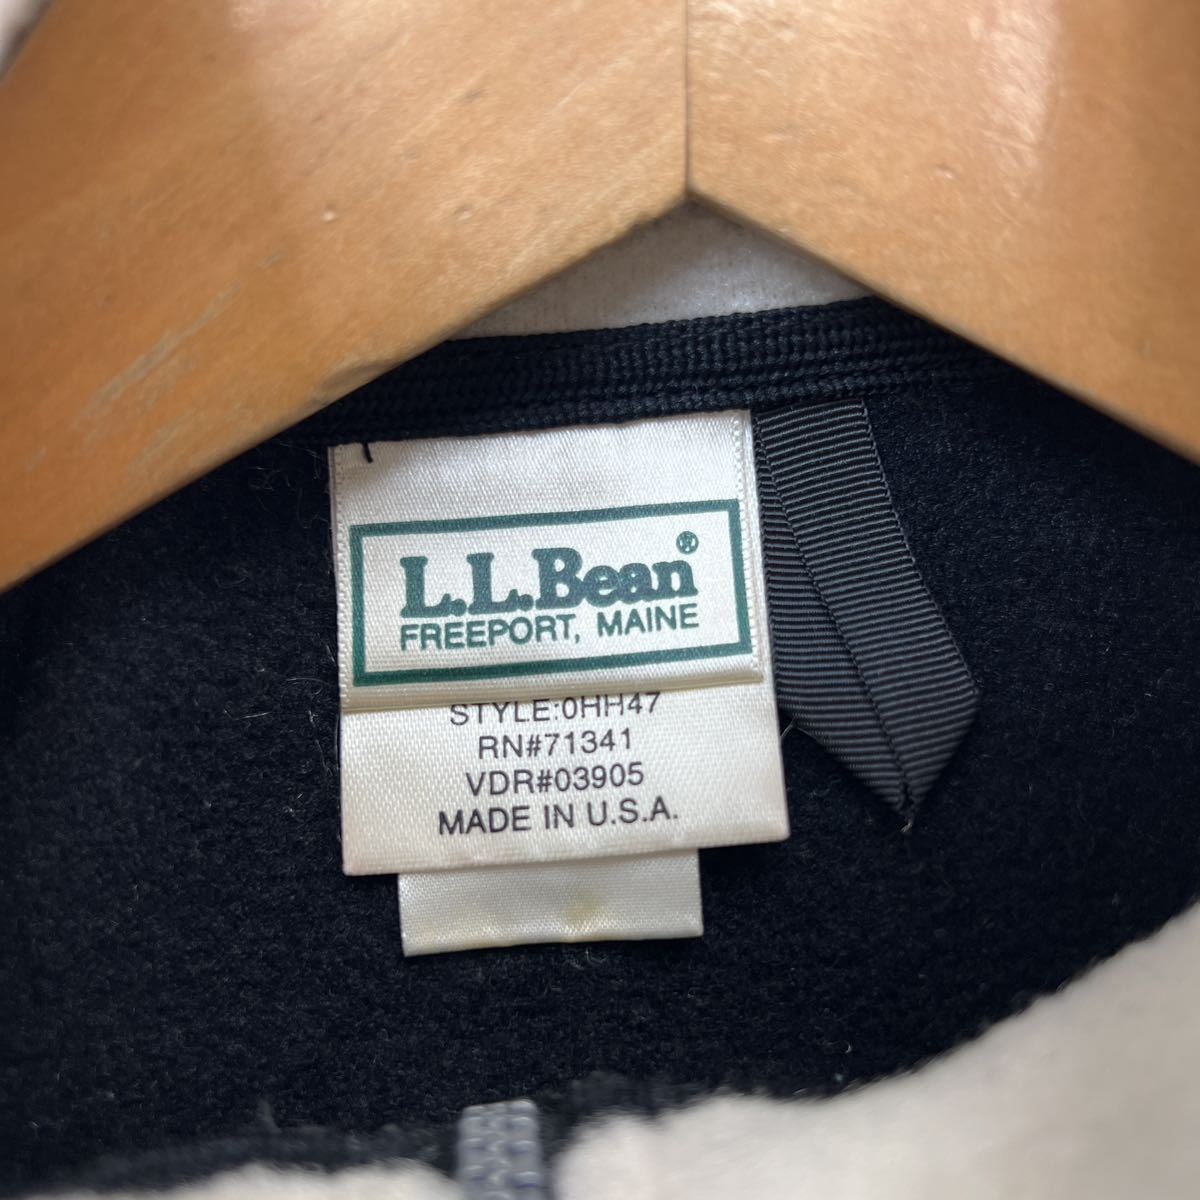 L.L.Bean®
FREEPORT, MAINE
STYLE:0HH47
RN#71341
VDR#03905
MADE IN U.S.A.